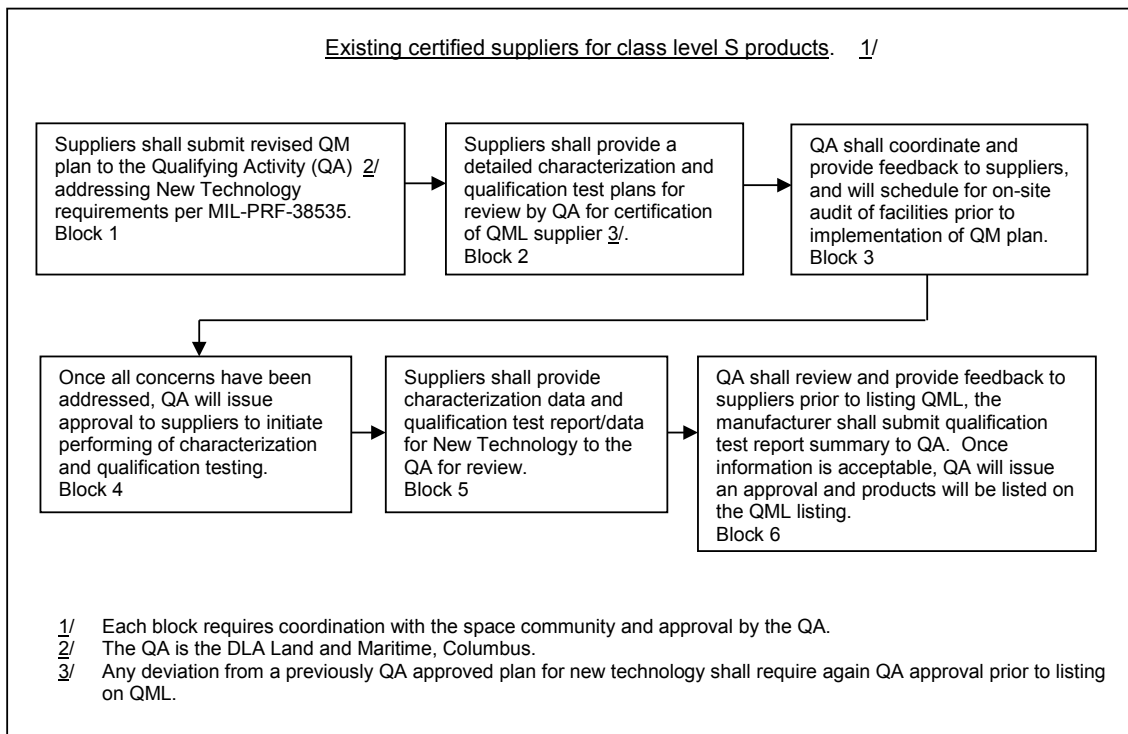 Existing certified suppliers for class level S products. 1/
Suppliers shall submit revised QM
plan to the Qualifying Activity (QA) 2/
addressing New Technology
requirements per MIL-PRF-38535.
Block 1
Suppliers shall provide a
detailed characterization and
qualification test plans for
review by QA for certification
of QML supplier 3/.
Block 2
QA shall coordinate and
provide feedback to suppliers,
and will schedule for on-site
audit of facilities prior to
implementation of QM plan.
Block 3
Once all concerns have been
addressed, QA will issue
approval to suppliers to initiate
performing of characterization
and qualification testing.
Block 4
Suppliers shall provide
characterization data and
qualification test report/data
for New Technology to the
QA for review.
Block 5
QA shall review and provide feedback to
suppliers prior to listing QML, the
manufacturer shall submit qualification
test report summary to QA. Once
information is acceptable, QA will issue
an approval and products will be listed on
the QML listing.
Block 6
1/ Each block requires coordination with the space community and approval by the QA.
2/ The QA is the DLA Land and Maritime, Columbus.
3/ Any deviation from a previously QA approved plan for new technology shall require again QA approval prior to listing
on QML.